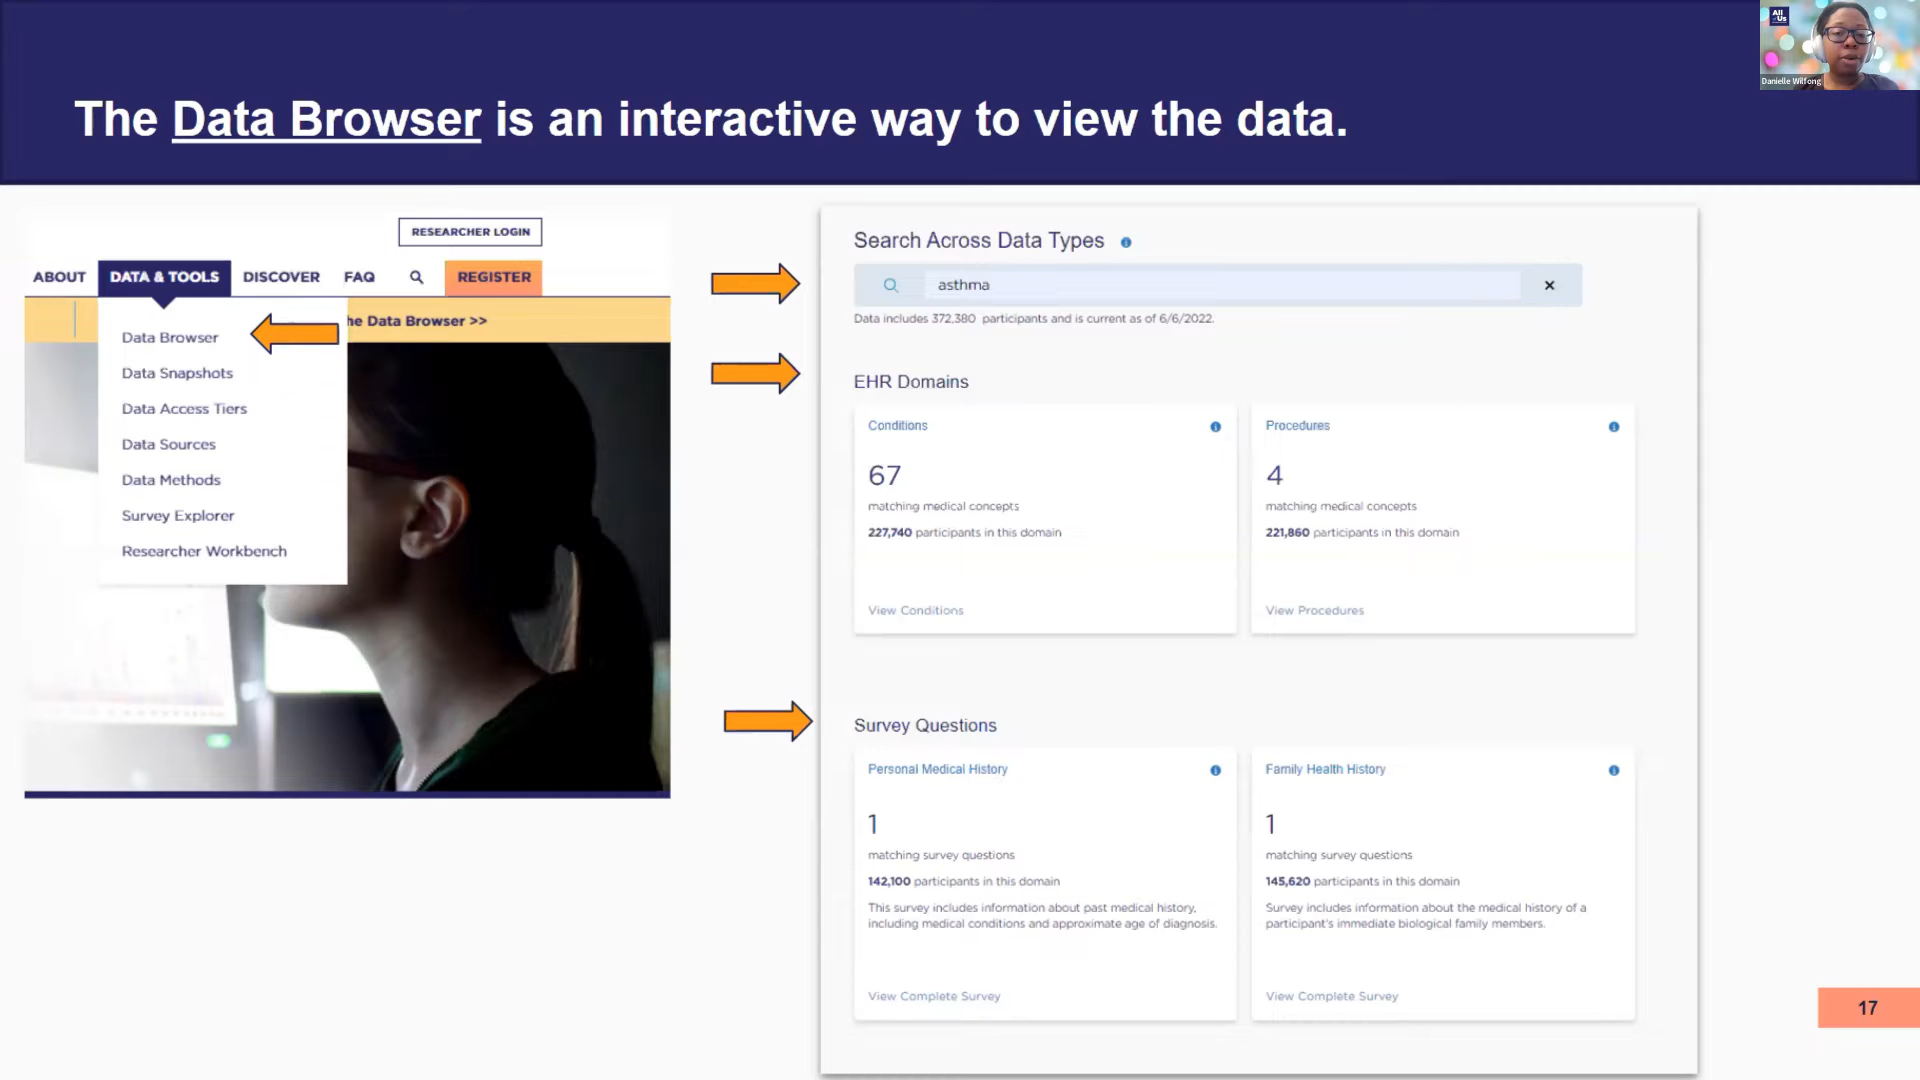 All
of Us
Danielle Wilfong
The Data Browser is an interactive way to view the data.
RESEARCHER LOGIN
ABOUT DATA & TOOLS DISCOVER FAQ REGISTER
he Data Browser >>
Data Browser
Data Snapshots
Data Access Tiers
Data Sources
Data Methods
Survey Explorer
Researcher Workbench
Search Across Data Types
asthma
Data includes 372,380 participants and is current as of 6/6/2022.
EHR Domains
Conditions
67
matching medical concepts
227,740 participants in this domain
View Conditions
Procedures
4
matching medical concepts
221,860 participants in this domain
View Procedures
Survey Questions
Personal Medical History
1
matching survey questions
142,100 participants in this domain
This survey includes information about past medical history,
including medical conditions and approximate age of diagnosis.
View Complete Survey
Family Health History
1
matching survey questions
145,620 participants in this domain
Survey includes information about the medical history of a
participant's immediate biological family members.
View Complete Survey
17